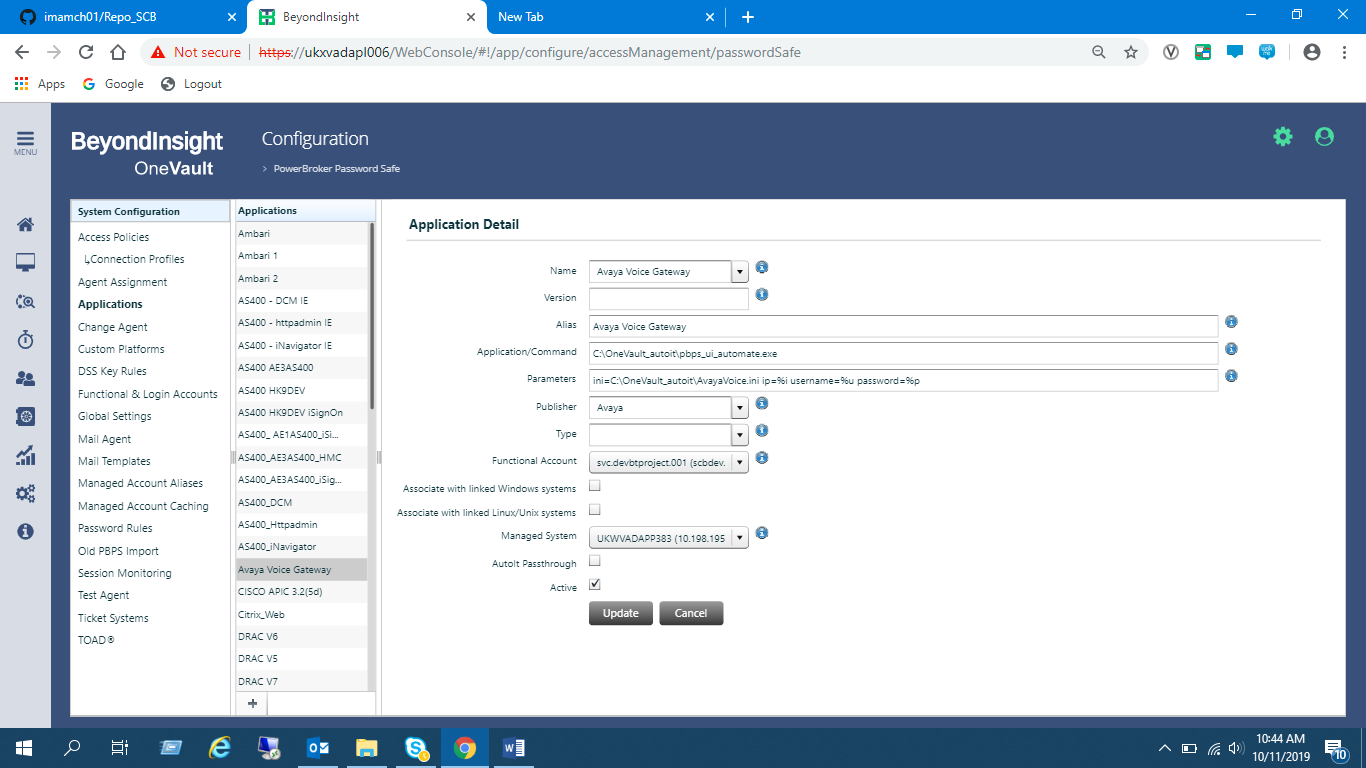 imamch01/Repo_SCB
BeyondInsight
New Tab
Not secure
https://ukxvadapl006/WebConsole/#!/app/configure/accessManagement/passwordSafe
Apps
Google
Logout
MENU
BeyondInsight
OneVault
Configuration
> PowerBroker Password Safe
System Configuration
Access Policies
↳Connection Profiles
Agent Assignment
Applications
Change Agent
Custom Platforms
DSS Key Rules
Functional & Login Accounts
Global Settings
Mail Agent
Mail Templates
Managed Account Aliases
Managed Account Caching
Password Rules
Old PBPS Import
Session Monitoring
Test Agent
Ticket Systems
TOAD®
Applications
Ambari
Ambari 1
Ambari 2
AS400 - DCM IE
AS400 - httpadmin IE
AS400 - iNavigator IE
AS400 AE3AS400
AS400 HK9DEV
AS400 HK9DEV iSignOn
AS400_ AE1AS400_iSi...
AS400_AE3AS400_HMC
AS400_AE3AS400_iSig...
AS400_DCM
AS400_Httpadmin
AS400_iNavigator
Avaya Voice Gateway
CISCO APIC 3.2(5d)
Citrix_Web
DRAC V6
DRAC V5
DRAC V7
+
Application Detail
Name Avaya Voice Gateway
Version
Alias Avaya Voice Gateway
Application/Command C:\OneVault_autoit\pbps_ui_automate.exe
Parameters ini=C:\OneVault_autoit\AvayaVoice.ini ip=%i username=%u password=%p
Publisher Avaya
Type
Functional Account svc.devbtproject.001 (scbdev.
Associate with linked Windows systems
Associate with linked Linux/Unix systems
Managed System UKWVADAPP383 (10.198.195
AutoIt Passthrough
Active
Update Cancel
10:44 AM
10/11/2019
10